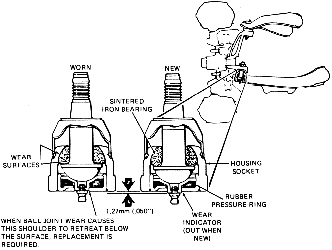 WORN
NEW
SINTERED
IRON BEARING
WEAR
SURFACES
HOUSING
SOCKET
RUBBER
PRESSURE RING
1,27mm (.050")
WEAR
INDICATOR
(OUT WHEN
NEW)
WHEN BALL JOINT WEAR CAUSES
THIS SHOULDER TO RETREAT BELOW
THE SURFACE, REPLACEMENT IS
REQUIRED.